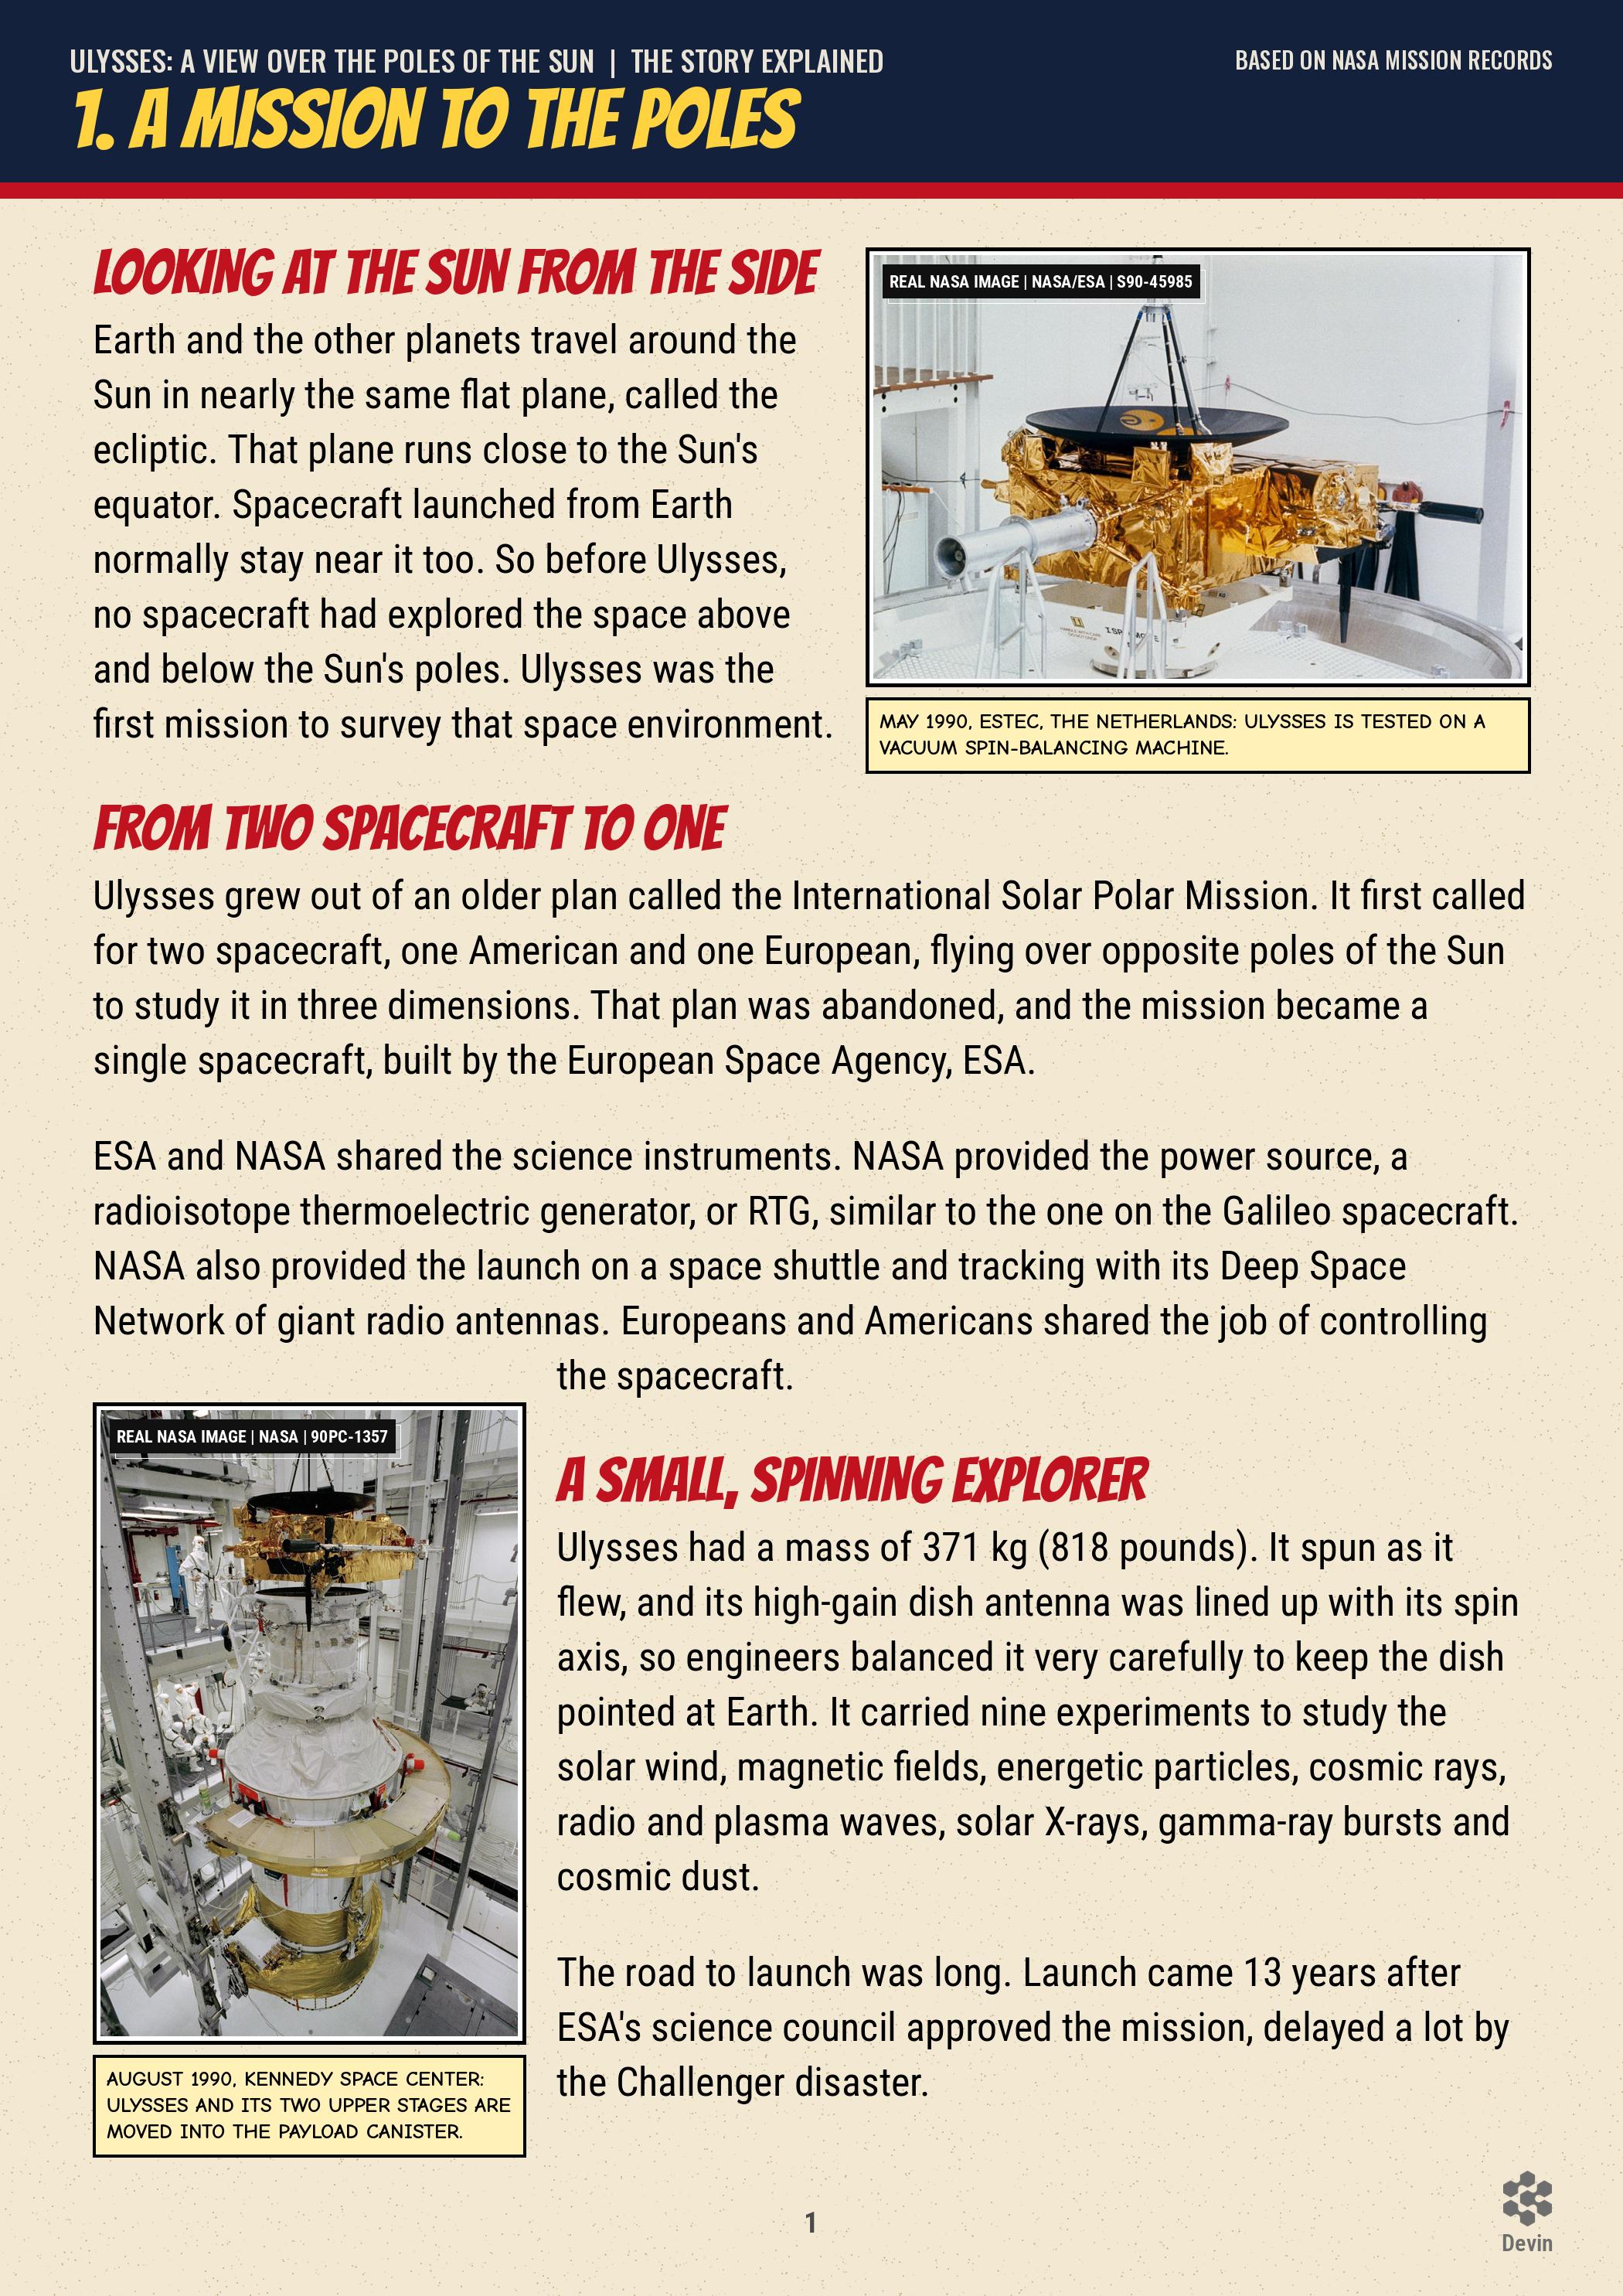 ULYSSES: A VIEW OVER THE POLES OF THE SUN | THE STORY EXPLAINED
BASED ON NASA MISSION RECORDS
1. A MISSION TO THE POLES
LOOKING AT THE SUN FROM THE SIDE
Earth and the other planets travel around the
Sun in nearly the same flat plane, called the
ecliptic. That plane runs close to the Sun's
equator. Spacecraft launched from Earth
normally stay near it too. So before Ulysses,
no spacecraft had explored the space above
and below the Sun's poles. Ulysses was the
first mission to survey that space environment.
REAL NASA IMAGE | NASA/ESA | S90-45985
MAY 1990, ESTEC, THE NETHERLANDS: ULYSSES IS TESTED ON A
VACUUM SPIN-BALANCING MACHINE.
FROM TWO SPACECRAFT TO ONE
Ulysses grew out of an older plan called the International Solar Polar Mission. It first called
for two spacecraft, one American and one European, flying over opposite poles of the Sun
to study it in three dimensions. That plan was abandoned, and the mission became a
single spacecraft, built by the European Space Agency, ESA.
ESA and NASA shared the science instruments. NASA provided the power source, a
radioisotope thermoelectric generator, or RTG, similar to the one on the Galileo spacecraft.
NASA also provided the launch on a space shuttle and tracking with its Deep Space
Network of giant radio antennas. Europeans and Americans shared the job of controlling
the spacecraft.
REAL NASA IMAGE | NASA | 90PC-1357
AUGUST 1990, KENNEDY SPACE CENTER:
ULYSSES AND ITS TWO UPPER STAGES ARE
MOVED INTO THE PAYLOAD CANISTER.
A SMALL, SPINNING EXPLORER
Ulysses had a mass of 371 kg (818 pounds). It spun as it
flew, and its high-gain dish antenna was lined up with its spin
axis, so engineers balanced it very carefully to keep the dish
pointed at Earth. It carried nine experiments to study the
solar wind, magnetic fields, energetic particles, cosmic rays,
radio and plasma waves, solar X-rays, gamma-ray bursts and
cosmic dust.
The road to launch was long. Launch came 13 years after
ESA's science council approved the mission, delayed a lot by
the Challenger disaster.
1
Devin